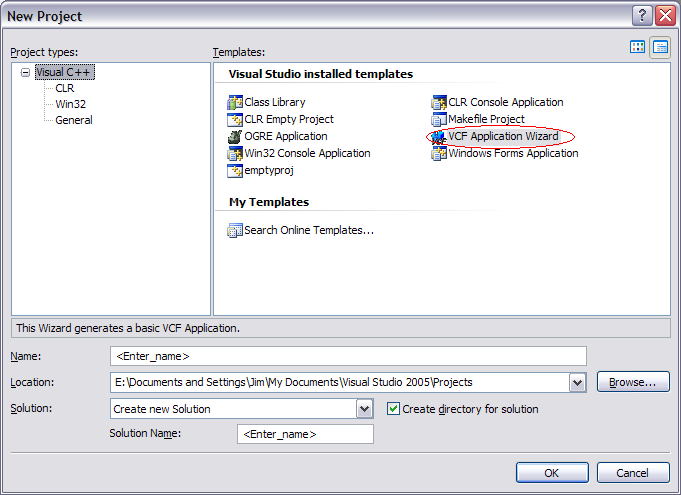 New Project
Project types:
Templates:
Visual C++
CLR
Win32
General
Visual Studio installed templates
Class Library
CLR Console Application
CLR Empty Project
Makefile Project
OGRE Application
VCF Application Wizard
Win32 Console Application
Windows Forms Application
emptyproj
My Templates
Search Online Templates...
This Wizard generates a basic VCF Application.
Name:
<Enter_name>
Location:
E:\Documents and Settings\Jim\My Documents\Visual Studio 2005\Projects
Browse...
Solution:
Create new Solution
Create directory for solution
Solution Name:
<Enter_name>
OK
Cancel